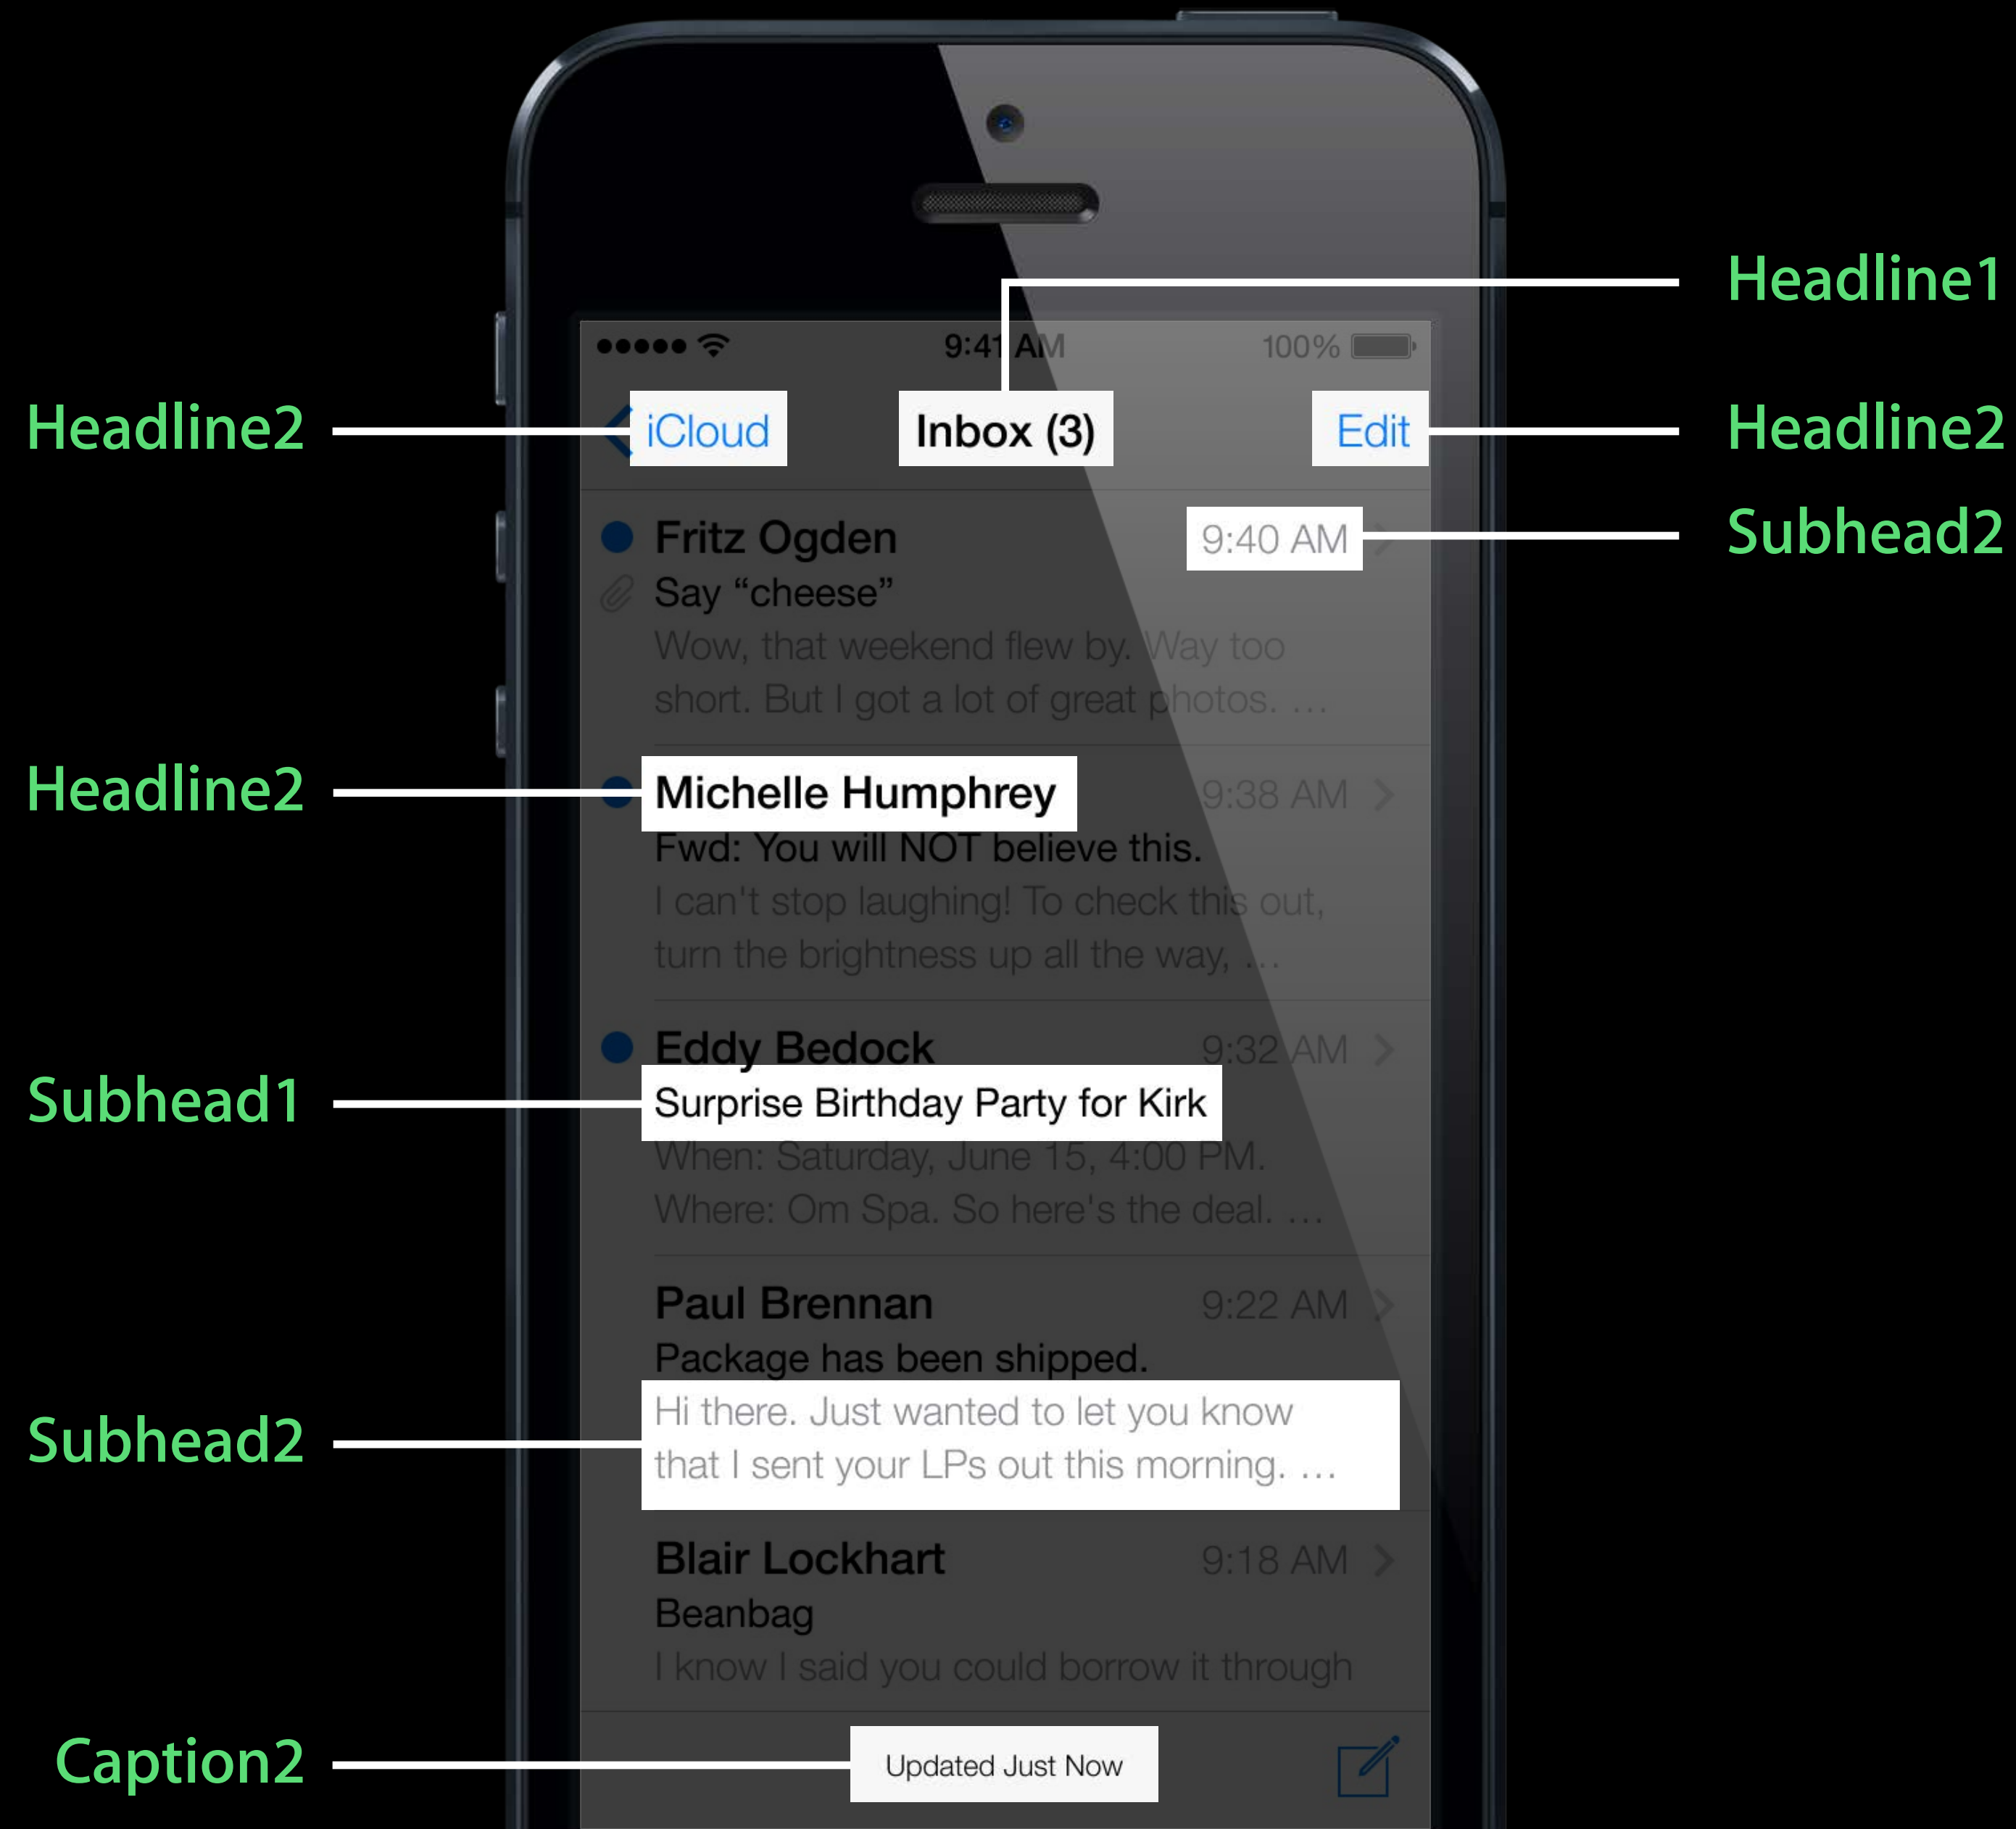 Headline1
9:41 AM 100%
Headline2 iCloud Inbox (3) Edit Headline2
Fritz Ogden 9:40 AM Subhead2
Say “cheese”
Wow, that weekend flew by. Way too
short. But I got a lot of great photos. …
Headline2 Michelle Humphrey 9:38 AM
Fwd: You will NOT believe this.
I can't stop laughing! To check this out,
turn the brightness up all the way, …
Eddy Bedock 9:32 AM
Subhead1 Surprise Birthday Party for Kirk
When: Saturday, June 15, 4:00 PM.
Where: Om Spa. So here's the deal. …
Paul Brennan 9:22 AM
Package has been shipped.
Hi there. Just wanted to let you know
Subhead2 that I sent your LPs out this morning. …
Blair Lockhart 9:18 AM
Beanbag
I know I said you could borrow it through
Caption2 Updated Just Now